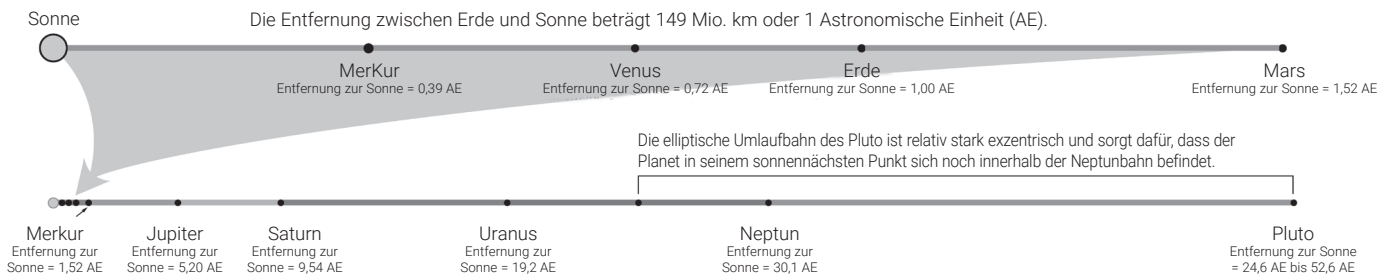 Sonne
Die Entfernung zwischen Erde und Sonne beträgt 149 Mio. km oder 1 Astronomische Einheit (AE).
MerKur
Entfernung zur Sonne = 0,39 AE
Venus
Entfernung zur Sonne = 0,72 AE
Erde
Entfernung zur Sonne = 1,00 AE
Mars
Entfernung zur Sonne = 1,52 AE
Die elliptische Umlaufbahn des Pluto ist relativ stark exzentrisch und sorgt dafür, dass der
Planet in seinem sonnennächsten Punkt sich noch innerhalb der Neptunbahn befindet.
Merkur
Entfernung zur
Sonne = 1,52 AE
Jupiter
Entfernung zur
Sonne = 5,20 AE
Saturn
Entfernung zur
Sonne = 9,54 AE
Uranus
Entfernung zur
Sonne = 19,2 AE
Neptun
Entfernung zur
Sonne = 30,1 AE
Pluto
Entfernung zur Sonne
= 24,6 AE bis 52,6 AE